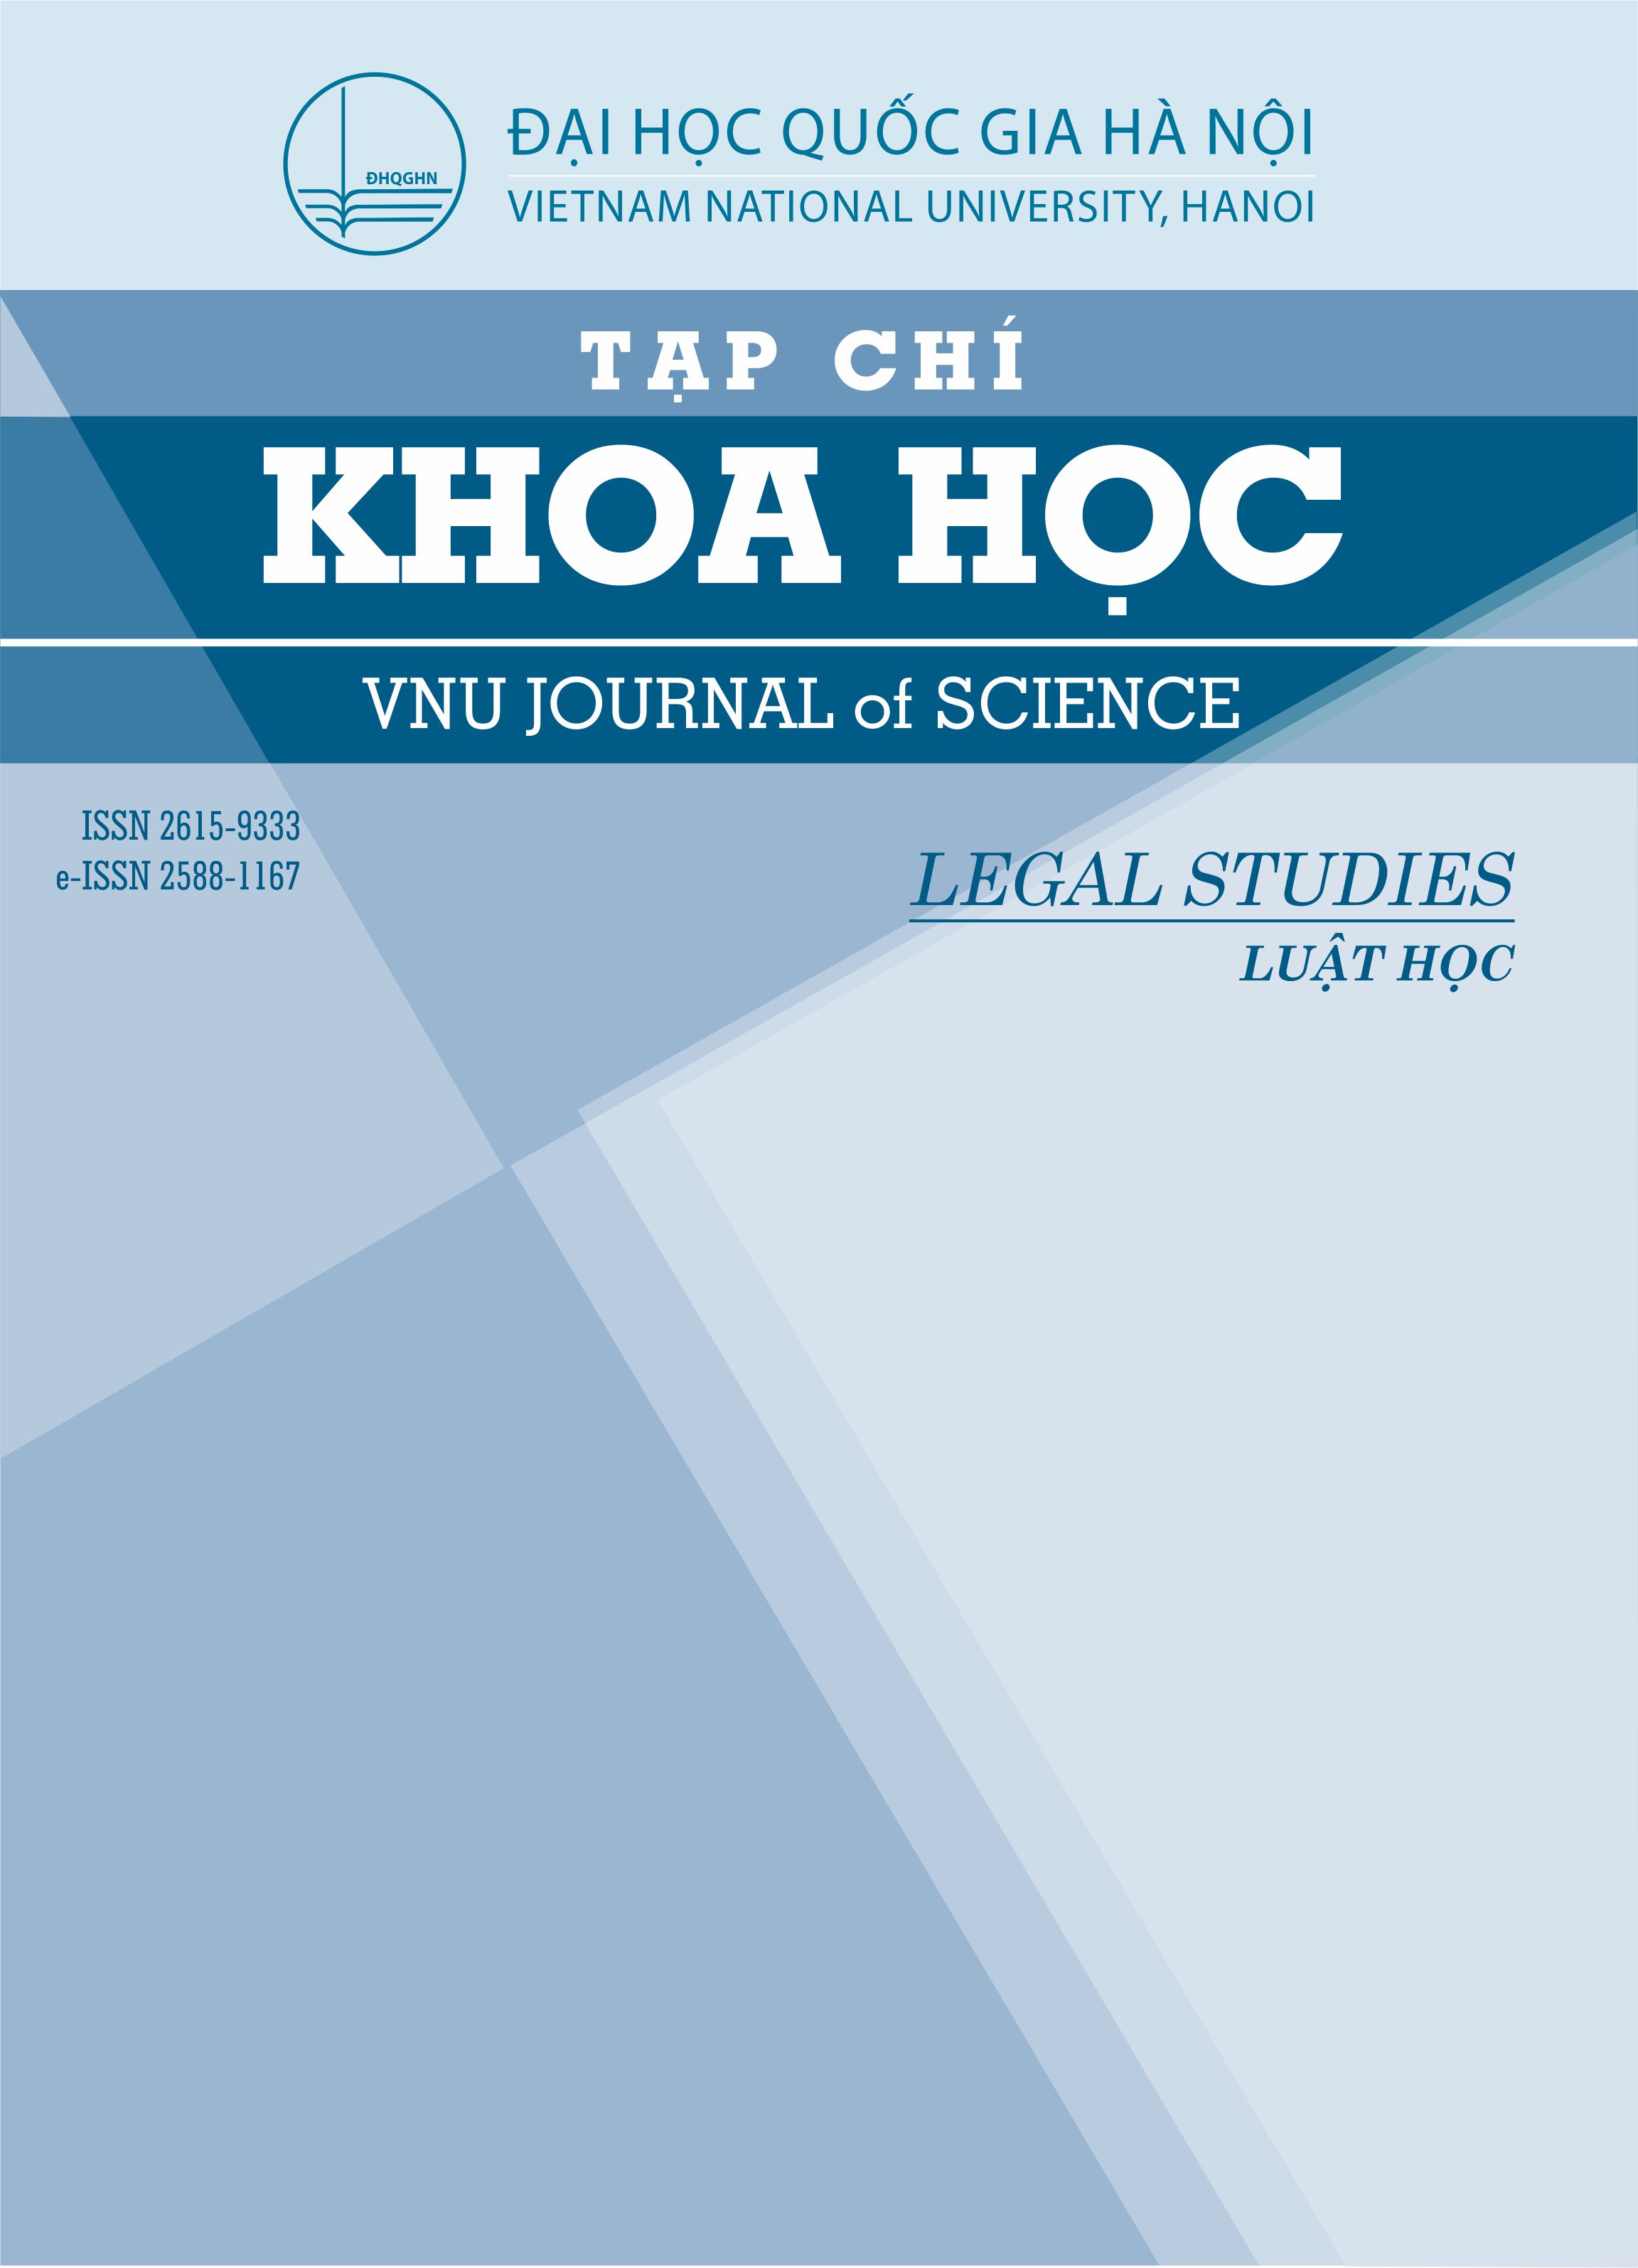 ĐHQGHN
ĐẠI HỌC QUỐC GIA HÀ NỘI
VIETNAM NATIONAL UNIVERSITY, HANOI
TẠP CHÍ
KHOA HỌC
VNU JOURNAL of SCIENCE
ISSN 2615-9333
e-ISSN 2588-1167
LEGAL STUDIES
LUẬT HỌC